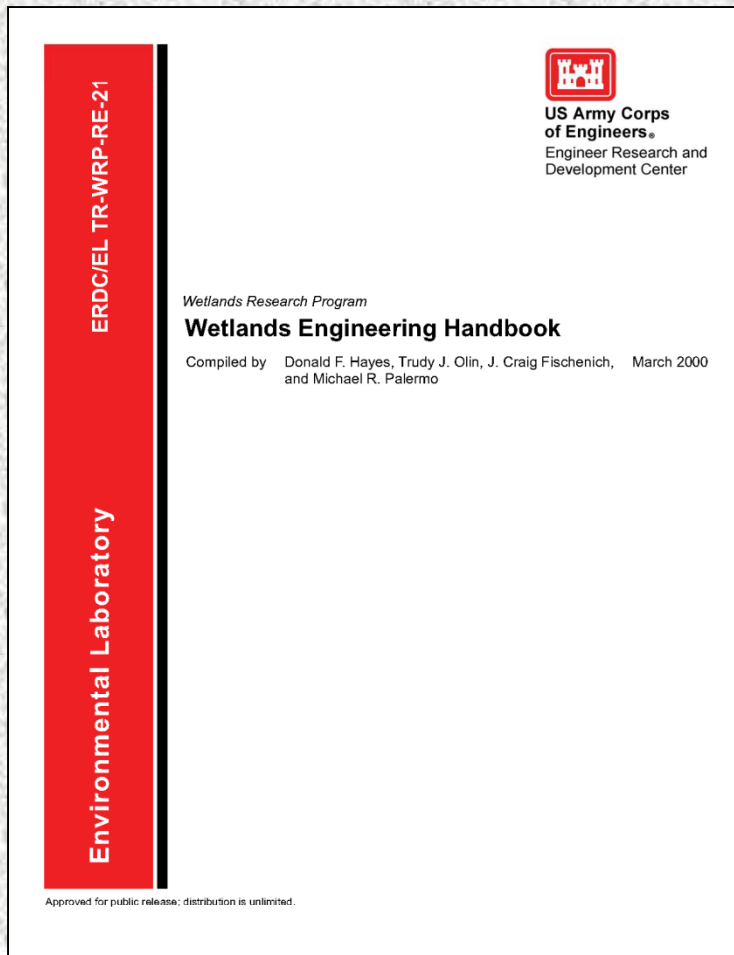 ERDC/EL TR-WRP-RE-21
Environmental Laboratory
US Army Corps
of Engineers®
Engineer Research and
Development Center
Wetlands Research Program
Wetlands Engineering Handbook
Compiled by Donald F. Hayes, Trudy J. Olin, J. Craig Fischenich, March 2000
and Michael R. Palermo
Approved for public release; distribution is unlimited.